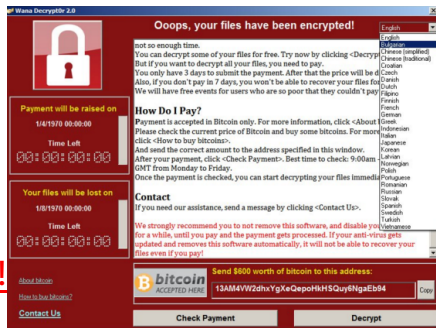 Wana Decrypt0r 2.0
Ooops, your files have been encrypted!
English
English
Bulgarian
Chinese (simplified)
Chinese (traditional)
Croatian
Czech
Danish
Dutch
Filipino
Finnish
French
German
Greek
Indonesian
Italian
Japanese
Korean
Latvian
Norwegian
Polish
Portuguese
Romanian
Russian
Slovak
Spanish
Swedish
Turkish
Vietnamese
not so enough time.
You can decrypt some of your files for free. Try now by clicking <Decryp
But if you want to decrypt all your files, you need to pay.
You only have 3 days to submit the payment. After that the price will be d
Also, if you don't pay in 7 days, you won't be able to recover your files for
We will have free events for users who are so poor that they couldn't pay
How Do I Pay?
Payment is accepted in Bitcoin only. For more information, click <About
Please check the current price of Bitcoin and buy some bitcoins. For more
click <How to buy bitcoins>.
And send the correct amount to the address specified in this window.
After your payment, click <Check Payment>. Best time to check: 9:00am
GMT from Monday to Friday.
Once the payment is checked, you can start decrypting your files immedia
Contact
If you need our assistance, send a message by clicking <Contact Us>.
We strongly recommend you to not remove this software, and disable you
for a while, until you pay and the payment gets processed. If your anti-virus gets
updated and removes this software automatically, it will not be able to recover your
files even if you pay!
Payment will be raised on
1/4/1970 00:00:00
Time Left
00:00:00:00
Your files will be lost on
1/8/1970 00:00:00
Time Left
00:00:00:00
!
About bitcoin
How to buy bitcoins?
Contact Us
bitcoin
ACCEPTED HERE
Send $600 worth of bitcoin to this address:
13AM4VW2dhxYgXeQepoHkHSQuy6NgaEb94
Copy
Check Payment
Decrypt